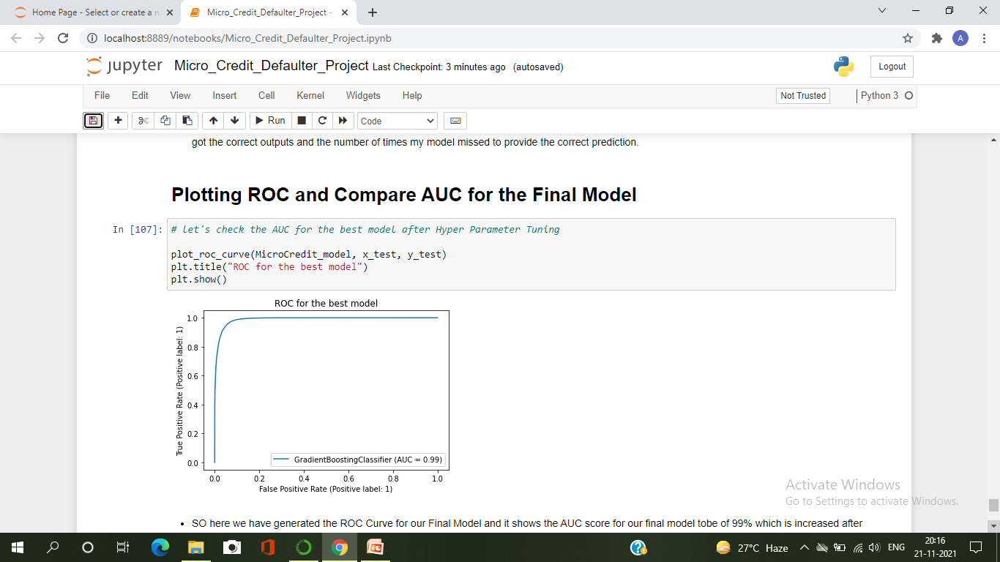 Home Page - Select or create a n
Micro_Credit_Defaulter_Project -
localhost:8889/notebooks/Micro_Credit_Defaulter_Project.ipynb
A
jupyter Micro_Credit_Defaulter_Project Last Checkpoint: 3 minutes ago (autosaved)
Logout
File Edit View Insert Cell Kernel Widgets Help
Not Trusted
Python 3
Run
Code
got the correct outputs and the number of times my model missed to provide the correct prediction.
Plotting ROC and Compare AUC for the Final Model
In [107]: # let's check the AUC for the best model after Hyper Parameter Tuning
plot_roc_curve(MicroCredit_model, x_test, y_test)
plt.title("ROC for the best model")
plt.show()
ROC for the best model
True Positive Rate (Positive label: 1)
1.0
0.8
0.6
0.4
0.2
0.0
GradientBoostingClassifier (AUC = 0.99)
0.0 0.2 0.4 0.6 0.8 1.0
False Positive Rate (Positive label: 1)
Activate Windows
Go to Settings to activate Windows.
• SO here we have generated the ROC Curve for our Final Model and it shows the AUC score for our final model tobe of 99% which is increased after
27°C Haze
ENG
20:16
21-11-2021